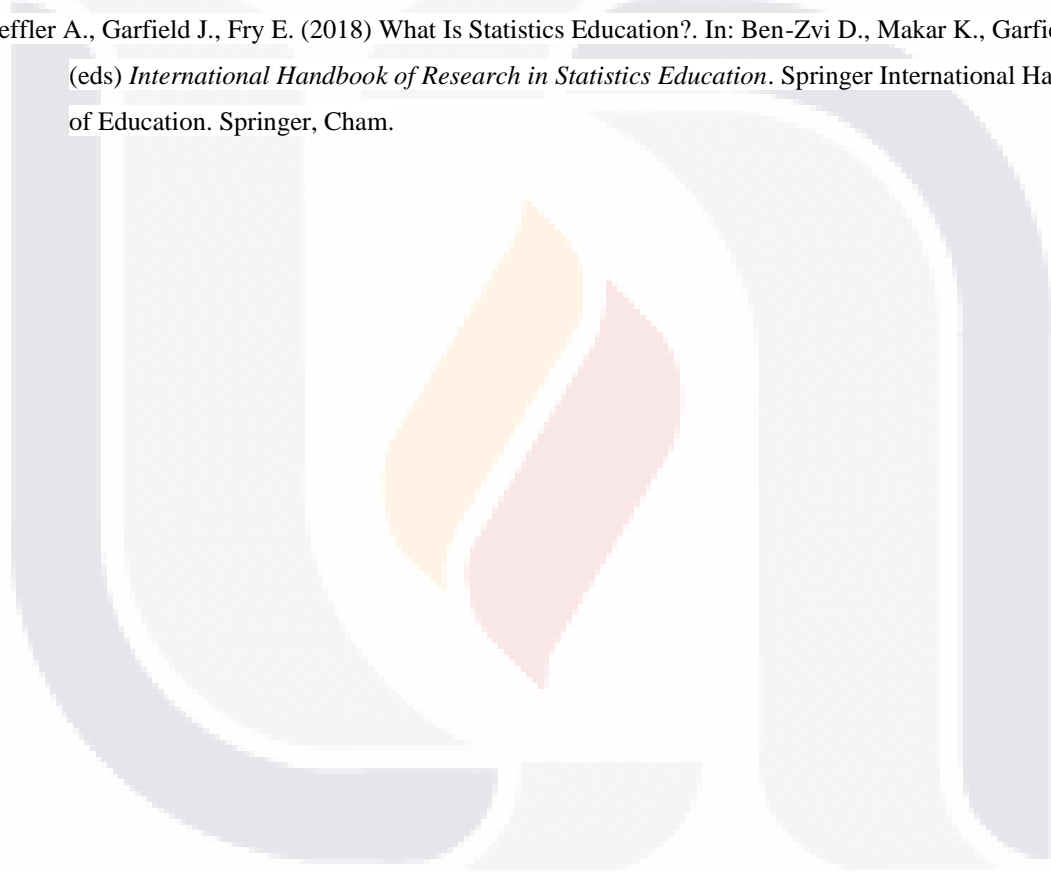 effler A., Garfield J., Fry E. (2018) What Is Statistics Education?. In: Ben-Zvi D., Makar K., Garfie
(eds) International Handbook of Research in Statistics Education. Springer International Ha
of Education. Springer, Cham.